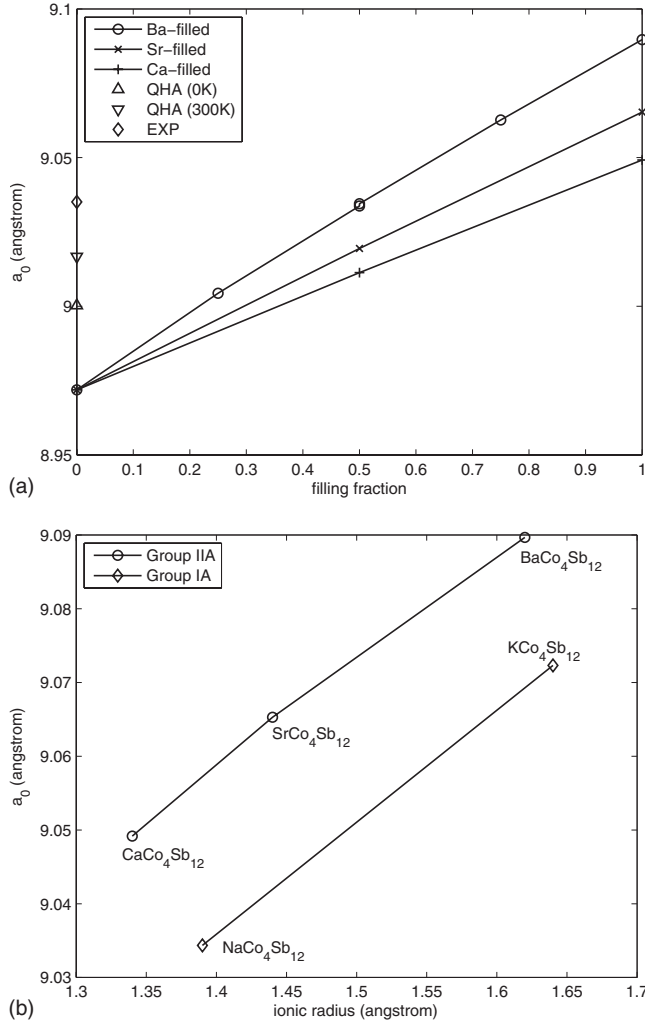 9.1
Ba−filled
Sr−filled
Ca−filled
QHA (0K)
QHA (300K)
EXP
9.05
a₀ (angstrom)
9
8.95
0 0.1 0.2 0.3 0.4 0.5 0.6 0.7 0.8 0.9 1
filling fraction
(a)
9.09
Group IIA
Group IA
BaCo₄Sb₁₂
9.08
KCo₄Sb₁₂
9.07
SrCo₄Sb₁₂
a₀ (angstrom)
9.06
9.05
CaCo₄Sb₁₂
9.04
NaCo₄Sb₁₂
9.03
1.3 1.35 1.4 1.45 1.5 1.55 1.6 1.65 1.7
ionic radius (angstrom)
(b)